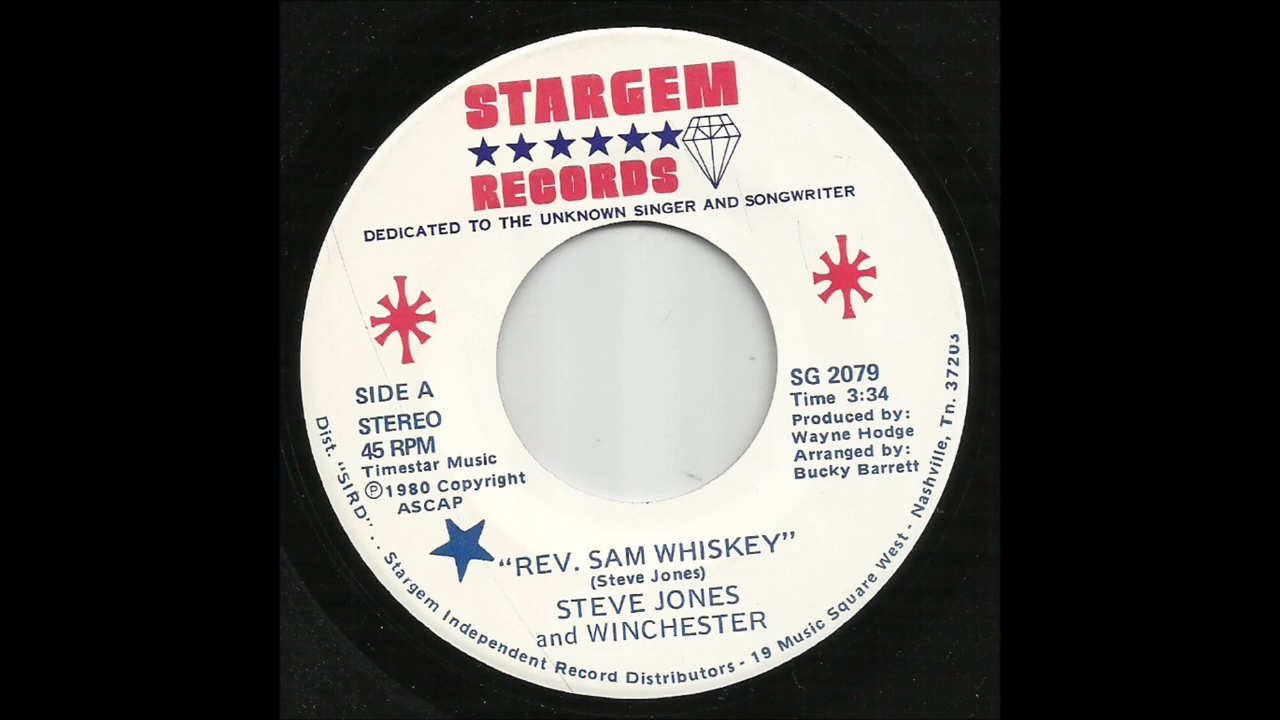 STARGEM
RECORDS
DEDICATED TO THE UNKNOWN SINGER AND SONGWRITER
SIDE A
STEREO
45 RPM
Timestar Music
Ⓟ1980 Copyright
ASCAP
SG 2079
Time 3:34
Produced by:
Wayne Hodge
Arranged by:
Bucky Barrett
"REV. SAM WHISKEY"
(Steve Jones)
STEVE JONES
and WINCHESTER
Dist. "SIRD". . Stargem Independent Record Distributors - 19 Music Square West - Nashville, Tn. 37203